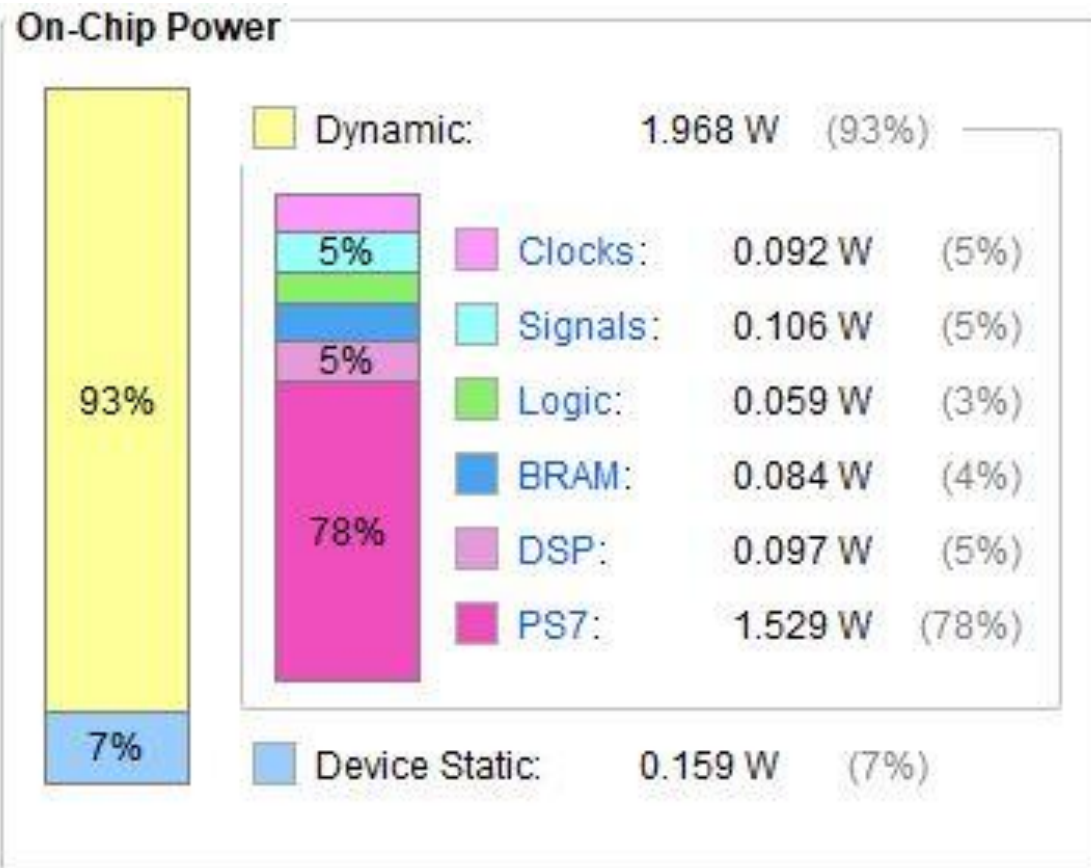 On-Chip Power
Dynamic: 1.968 W (93%)
5% Clocks: 0.092 W (5%)
Signals: 0.106 W (5%)
5% Logic: 0.059 W (3%)
93%
BRAM: 0.084 W (4%)
78% DSP: 0.097 W (5%)
PS7: 1.529 W (78%)
7% Device Static: 0.159 W (7%)